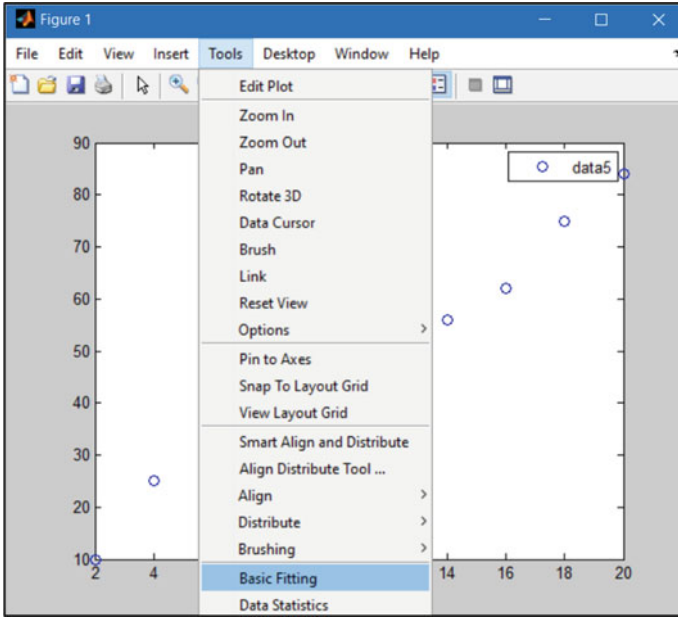 Figure 1
File Edit View Insert Tools Desktop Window Help
Edit Plot
Zoom In
Zoom Out
Pan
Rotate 3D
Data Cursor
Brush
Link
Reset View
Options
Pin to Axes
Snap To Layout Grid
View Layout Grid
Smart Align and Distribute
Align Distribute Tool ...
Align
Distribute
Brushing
Basic Fitting
Data Statistics
data5
90
80
70
60
50
40
30
20
10
2 4 14 16 18 20